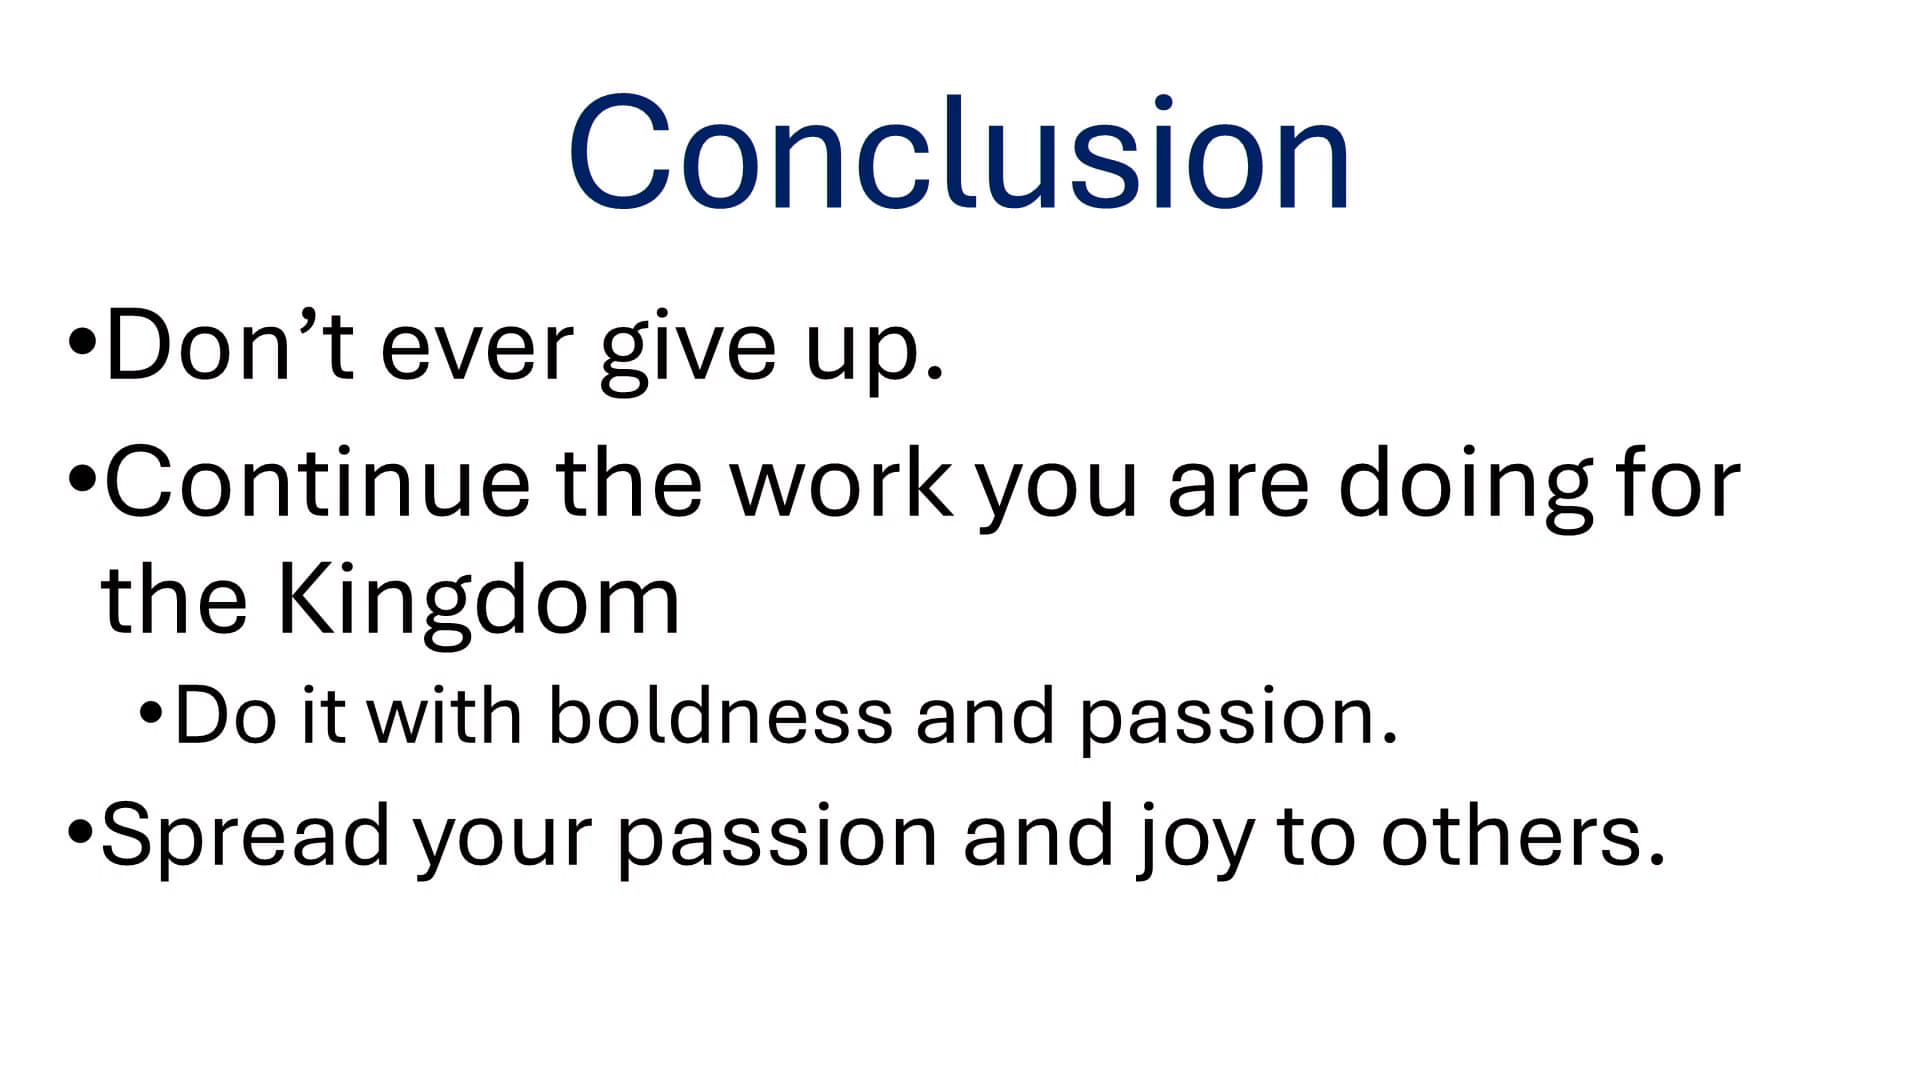 Conclusion
•Don’t ever give up.
•Continue the work you are doing for
the Kingdom
•Do it with boldness and passion.
•Spread your passion and joy to others.